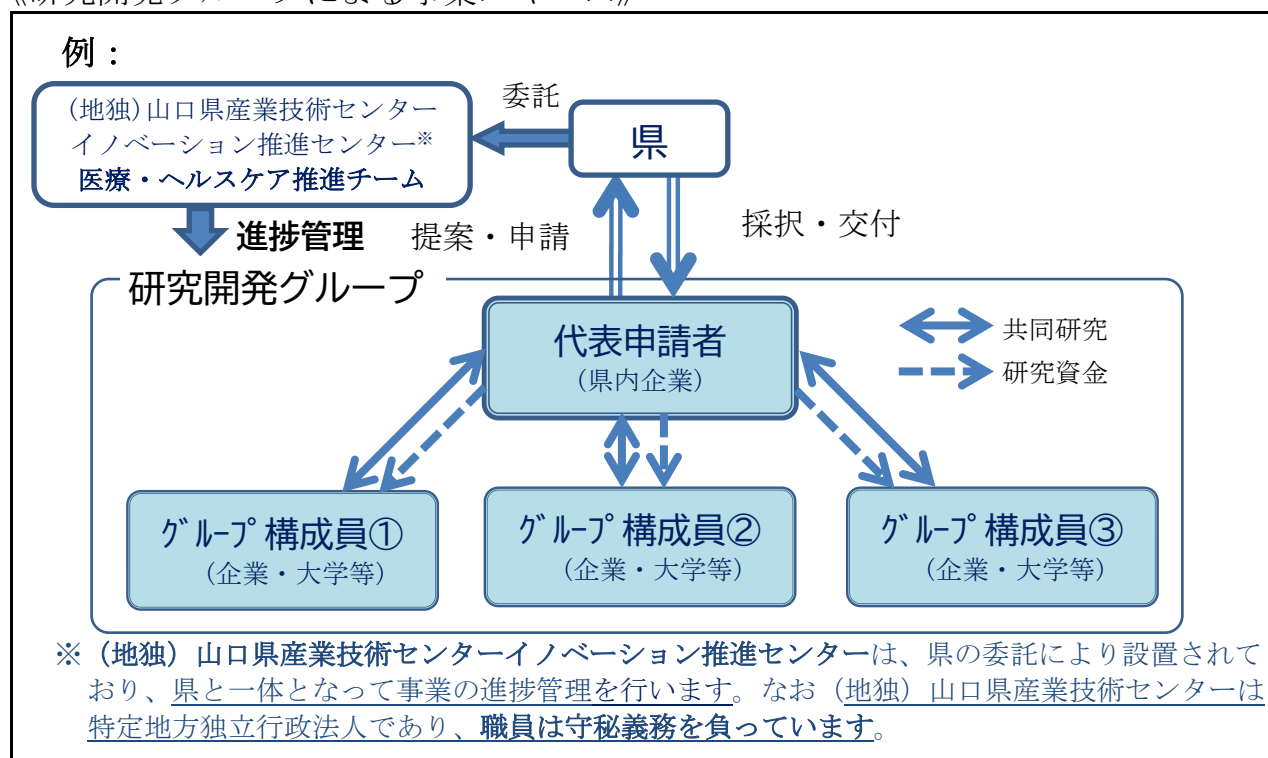 例：
(地独)山口県産業技術センター
イノベーション推進センター※
医療・ヘルスケア推進チーム
委託
県
進捗管理
提案・申請
採択・交付
研究開発グループ
代表申請者
（県内企業）
共同研究
研究資金
ｸﾞﾙｰﾌﾟ構成員①
（企業・大学等）
ｸﾞﾙｰﾌﾟ構成員②
（企業・大学等）
ｸﾞﾙｰﾌﾟ構成員③
（企業・大学等）
※（地独）山口県産業技術センターイノベーション推進センターは、県の委託により設置されて
おり、県と一体となって事業の進捗管理を行います。なお（地独）山口県産業技術センターは
特定地方独立行政法人であり、職員は守秘義務を負っています。